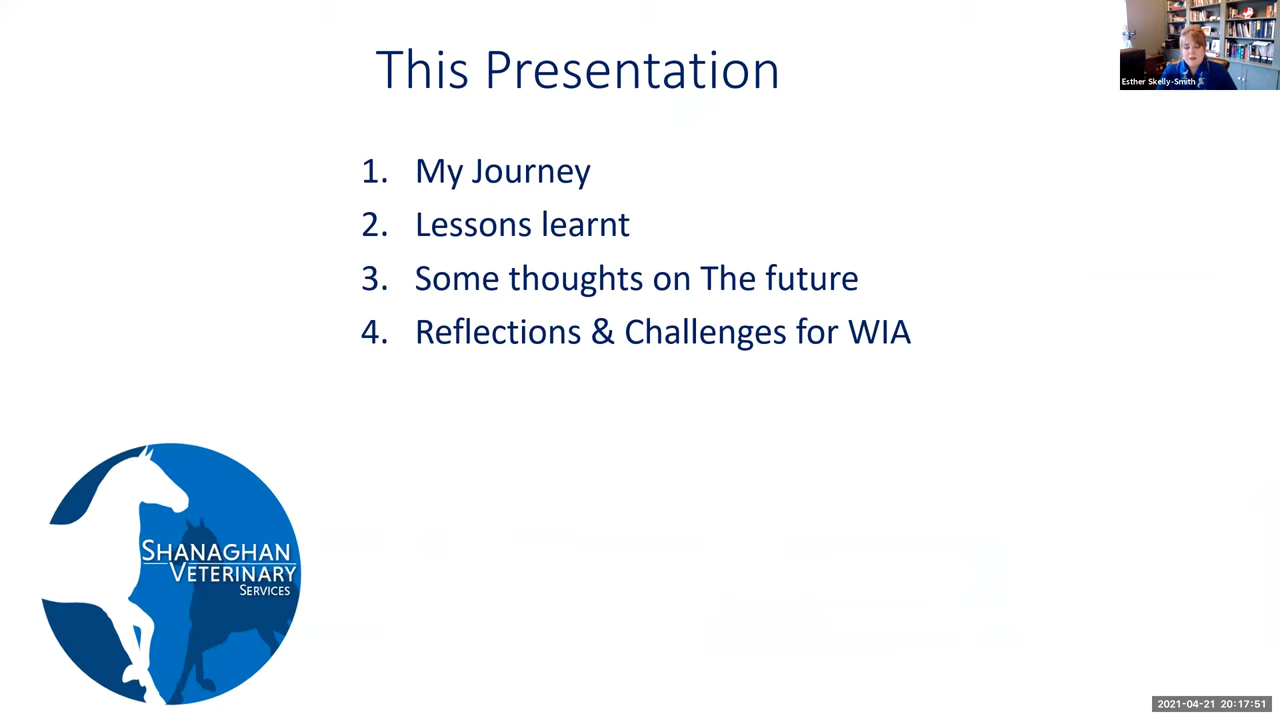 This Presentation
Esther Skelly-Smith
1. My Journey
2. Lessons learnt
3. Some thoughts on The future
4. Reflections & Challenges for WIA
SHANAGHAN
VETERINARY
SERVICES
2021-04-21 20:17:51